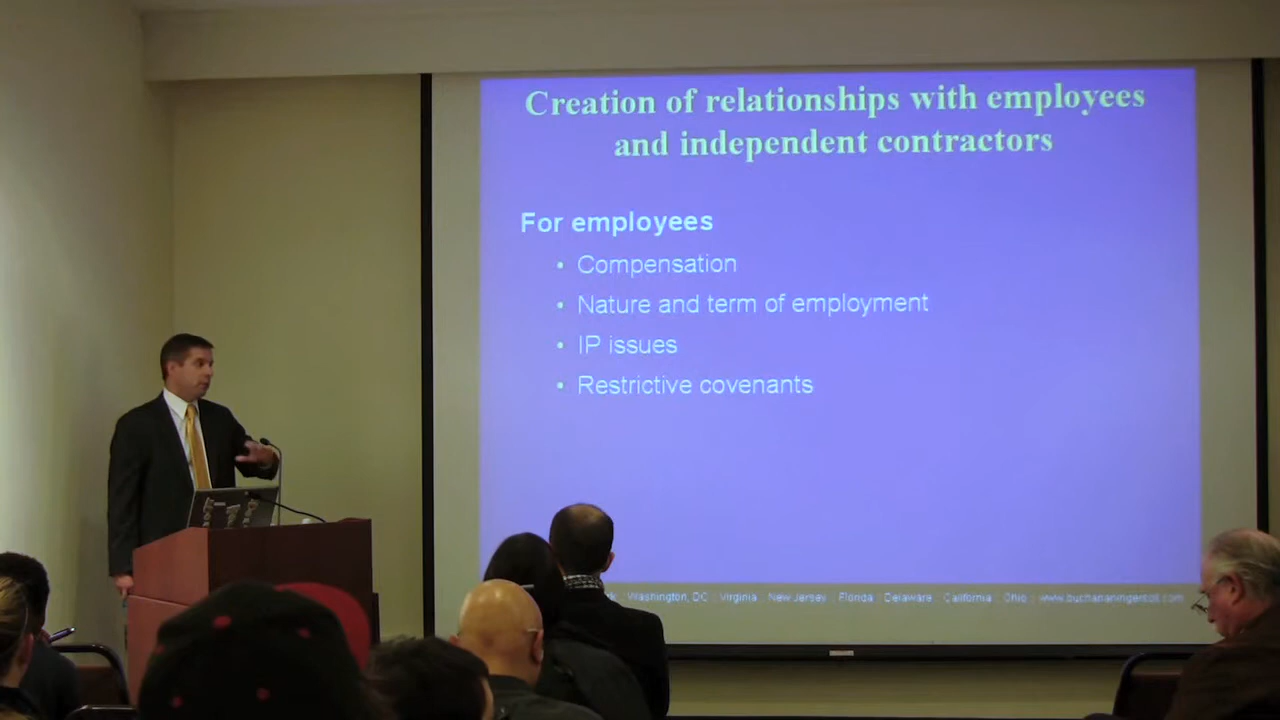 Creation of relationships with employees
and independent contractors
For employees
• Compensation
• Nature and term of employment
• IP issues
• Restrictive covenants
Washington, DC Virginia New Jersey Florida Delaware California Ohio www.buchananingersoll.com